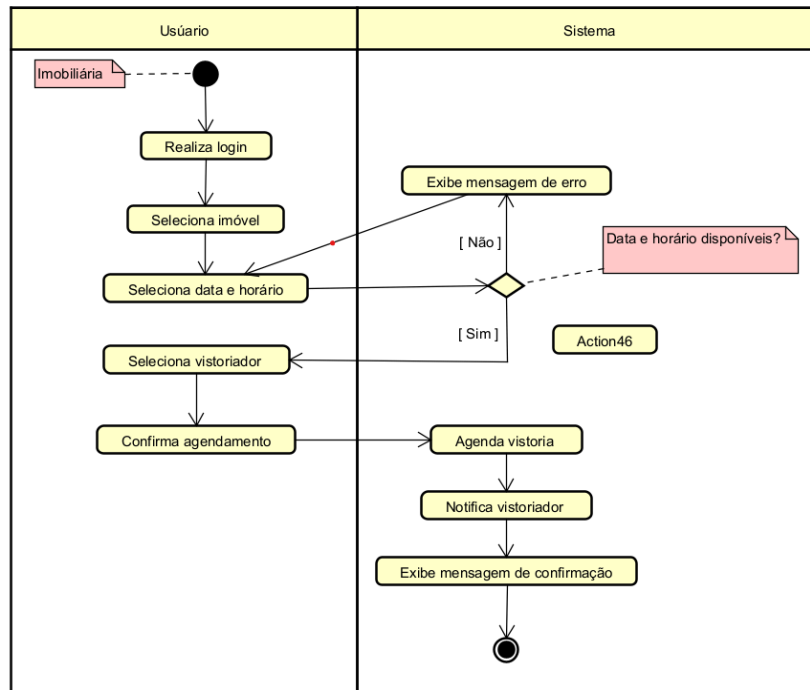 Usúario
Sistema
Imobiliária
Realiza login
Exibe mensagem de erro
Seleciona imóvel
[ Não ]
Data e horário disponíveis?
Seleciona data e horário
[ Sim ]
Action46
Seleciona vistoriador
Confirma agendamento
Agenda vistoria
Notifica vistoriador
Exibe mensagem de confirmação